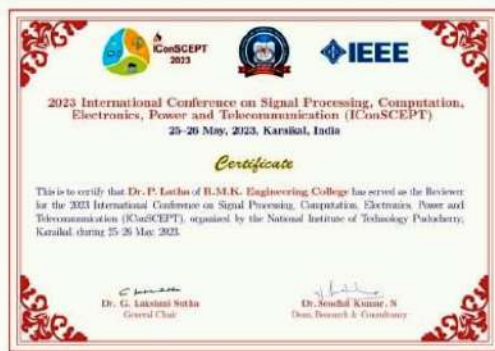 IConSCEPT
2023
IEEE
2023 International Conference on Signal Processing, Computation,
Electronics, Power and Telecommunication (IConSCEPT)
25-26 May, 2023, Karaikal, India
Certificate
This is to certify that Dr. P. Latha of R.M.K. Engineering College has served as the Reviewer
for the 2023 International Conference on Signal Processing, Computation, Electronics, Power and
Telecommunication (IConSCEPT), organized by the National Institute of Technology Puducherry,
Karaikal during 25-26 May 2023.
Dr. G. Lakshmi Sutha
General Chair
Dr. Sendhil Kumar. N
Dean, Research & Consultancy